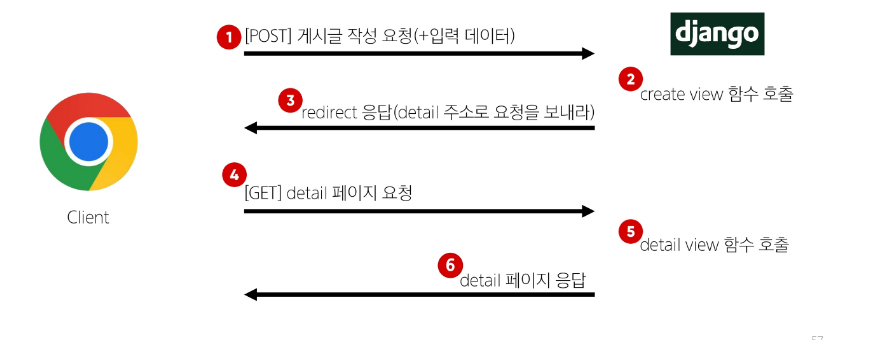 1 [POST] 게시글 작성 요청(+입력 데이터)
django
2 create view 함수 호출
3 redirect 응답(detail 주소로 요청을 보내라)
Client
4 [GET] detail 페이지 요청
5 detail view 함수 호출
6 detail 페이지 응답
57